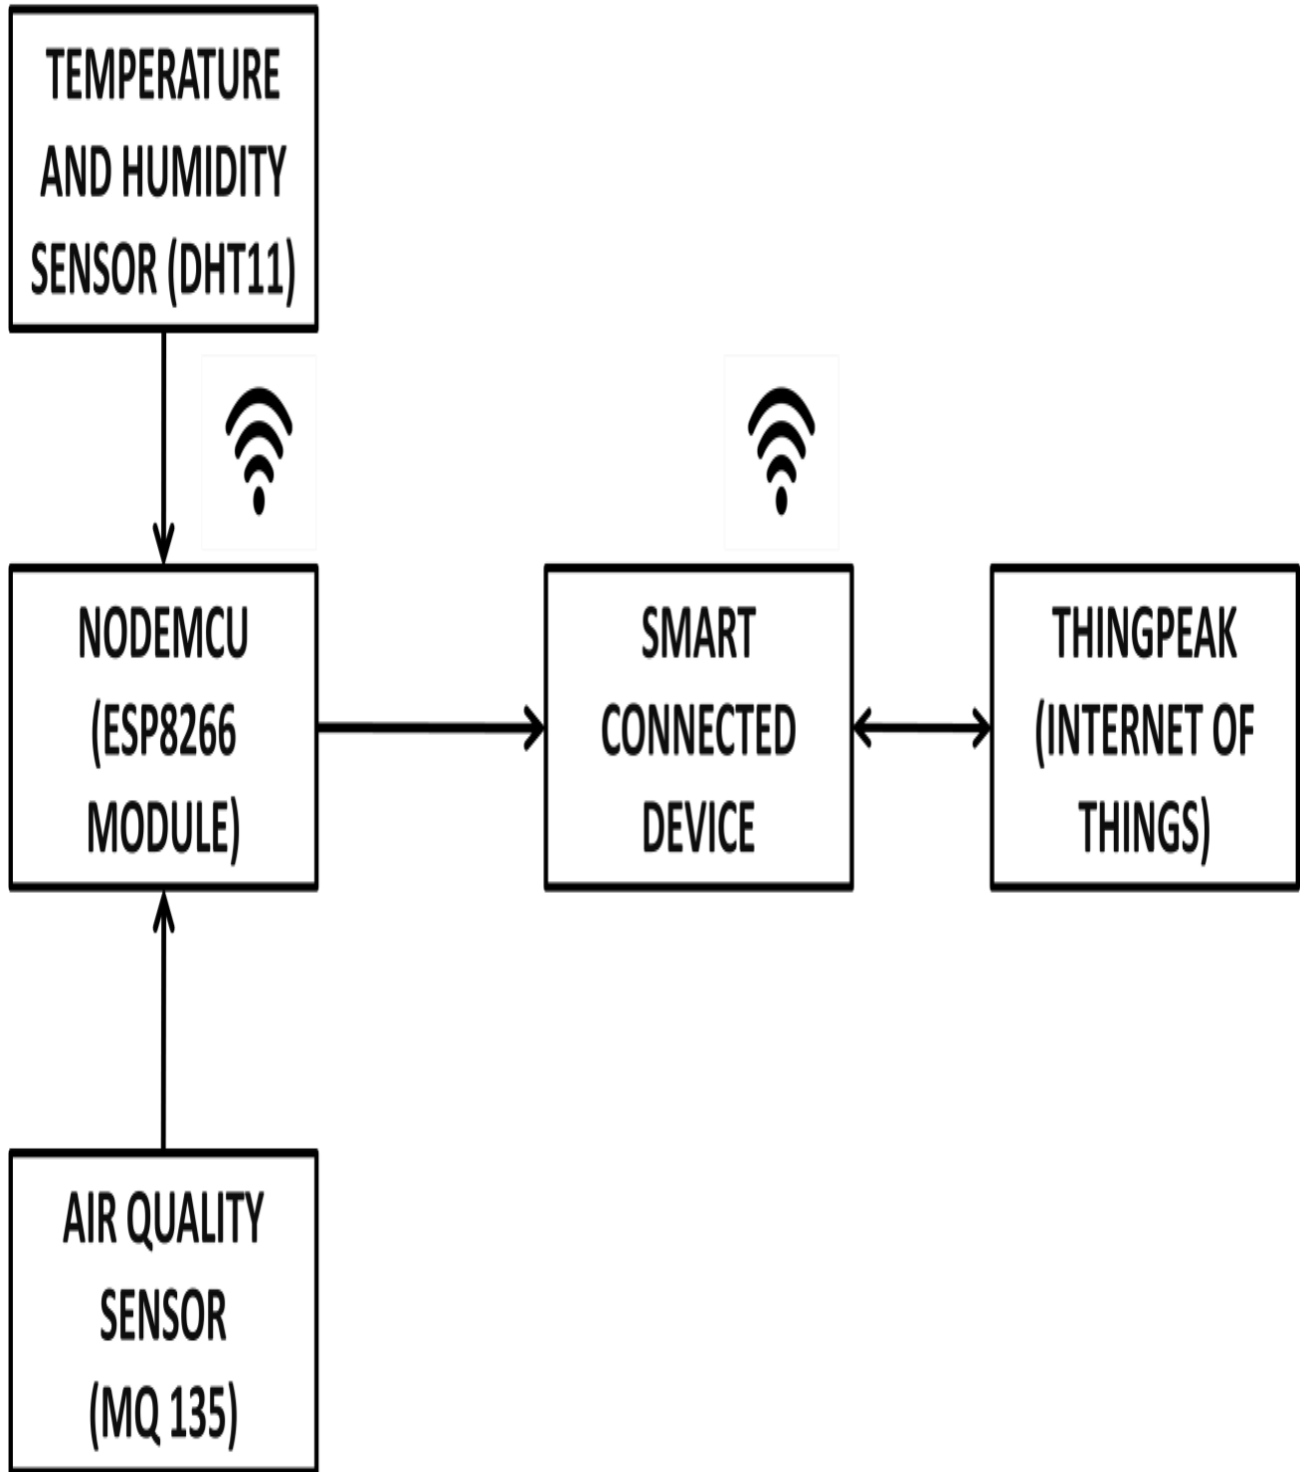 TEMPERATURE
AND HUMIDITY
SENSOR (DHT11)
NODEMCU
(ESP8266
MODULE)
SMART
CONNECTED
DEVICE
THINGPEAK
(INTERNET OF
THINGS)
AIR QUALITY
SENSOR
(MQ 135)